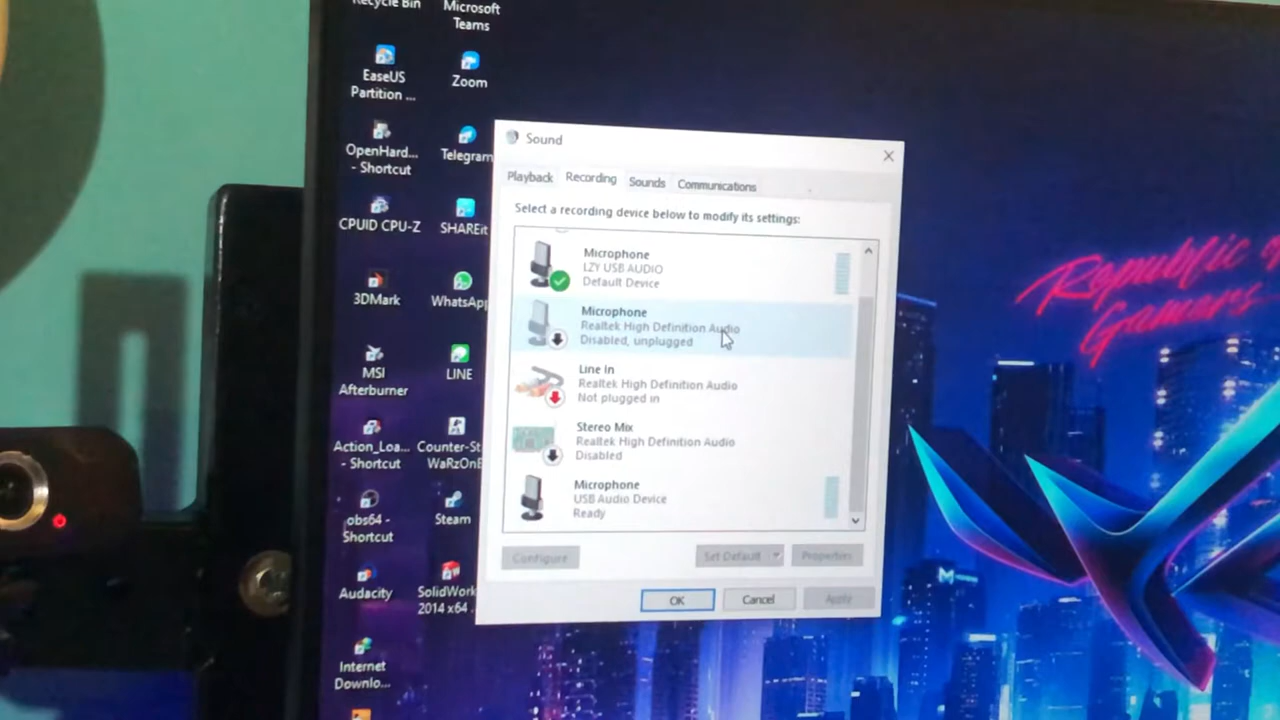 Recycle Bin
Microsoft
Teams
EaseUS
Partition ...
Zoom
OpenHard...
- Shortcut
Telegram
CPUID CPU-Z
SHAREit
3DMark
WhatsApp
MSI
Afterburner
LINE
Action_Loa...
- Shortcut
Counter-St
WaRzOnE
obs64 -
Shortcut
Steam
Audacity
SolidWork
2014 x64 .
Internet
Downlo...
Sound
Playback
Recording
Sounds
Communications
Select a recording device below to modify its settings:
Microphone
LZY USB AUDIO
Default Device
Microphone
Realtek High Definition Audio
Disabled, unplugged
Line In
Realtek High Definition Audio
Not plugged in
Stereo Mix
Realtek High Definition Audio
Disabled
Microphone
USB Audio Device
Ready
Configure
Set Default
Properties
OK
Cancel
Apply
Republic of
Gamers